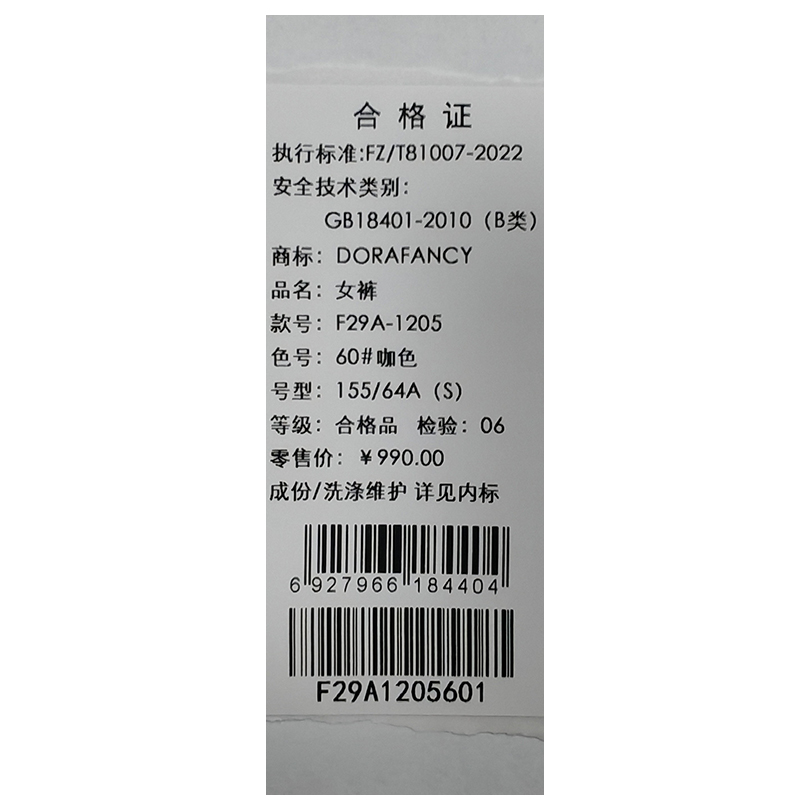 合格证
执行标准:FZ/T81007-2022
安全技术类别:
GB18401-2010（B类）
商标：DORAFANCY
品名：女裤
款号：F29A-1205
色号：60#咖色
号型：155/64A（S）
等级：合格品 检验：06
零售价：￥990.00
成份/洗涤维护 详见内标
6 927966 184404
F29A1205601